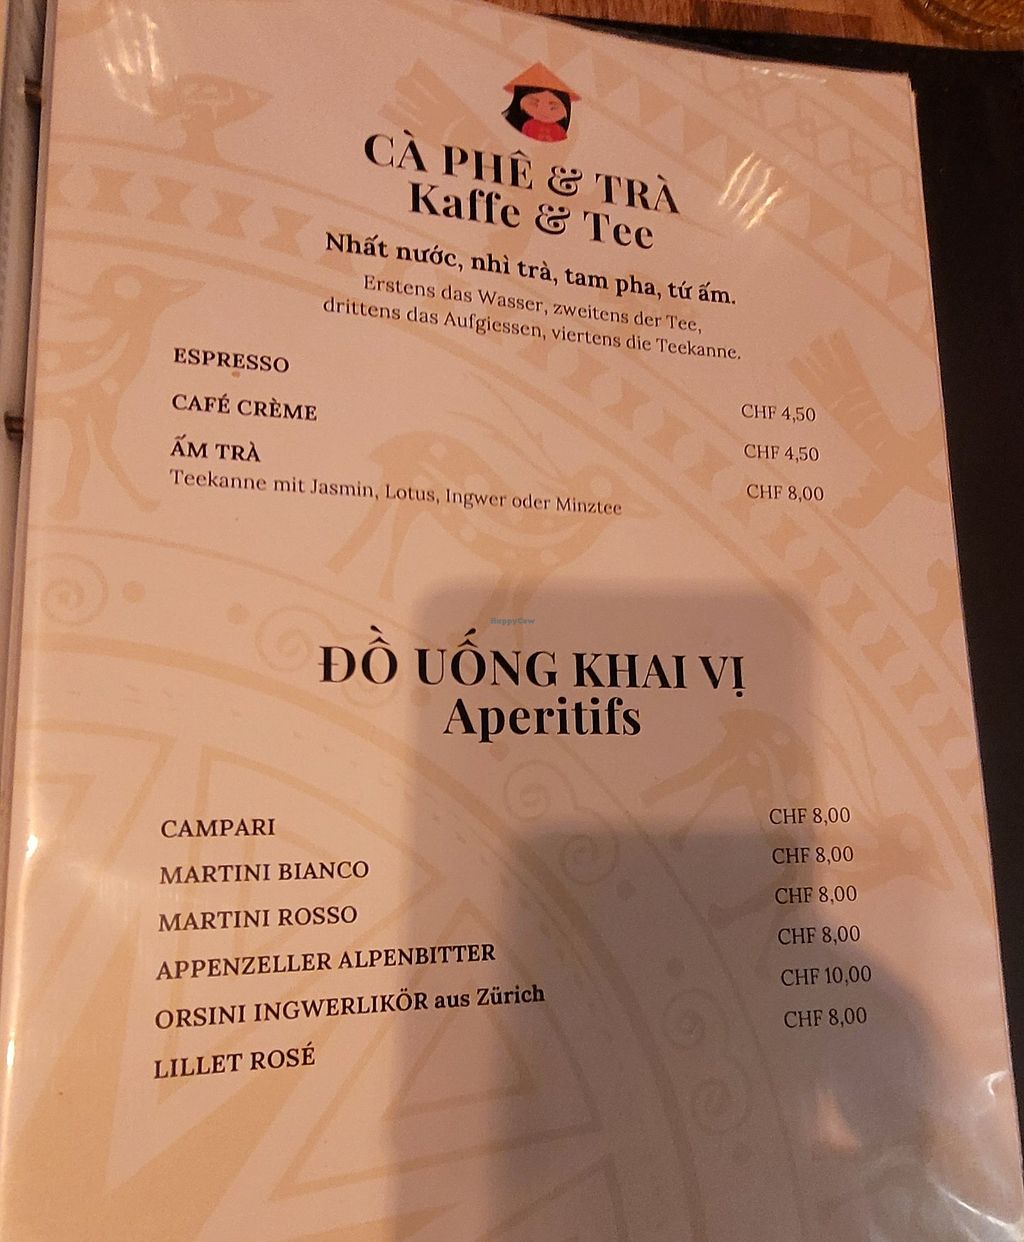 CÀ PHÊ & TRÀ
Kaffe & Tee
Nhất nước, nhì trà, tam pha, tứ ấm.
Erstens das Wasser, zweitens der Tee,
drittens das Aufgiessen, viertens die Teekanne.
ESPRESSO CHF 4,50
CAFÉ CRÈME CHF 4,50
ẤM TRÀ CHF 8,00
Teekanne mit Jasmin, Lotus, Ingwer oder Minztee
HappyCow
ĐỒ UỐNG KHAI VỊ
Aperitifs
CAMPARI CHF 8,00
MARTINI BIANCO CHF 8,00
MARTINI ROSSO CHF 8,00
APPENZELLER ALPENBITTER CHF 8,00
ORSINI INGWERLIKÖR aus Zürich CHF 10,00
LILLET ROSÉ CHF 8,00